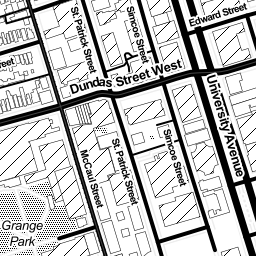 Edward Street
St. Patrick Street
Simcoe Street
reet
Dundas Street West
University Avenue
McCaul Street
St. Patrick Street
Simcoe Street
Grange
Park